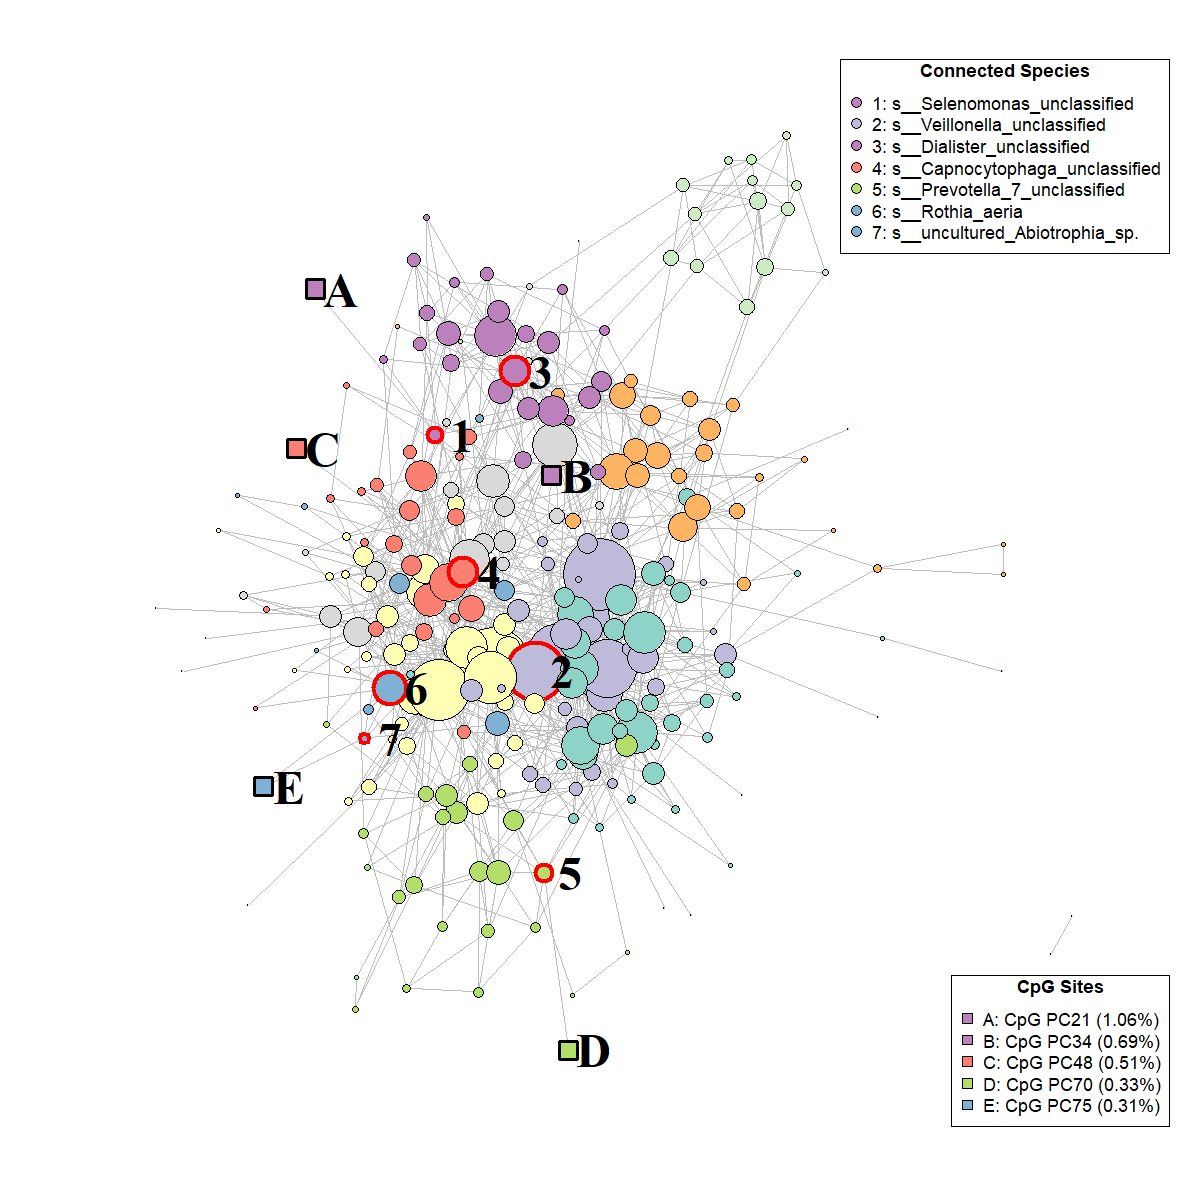 Connected Species
1: s__Selenomonas_unclassified
2: s__Veillonella_unclassified
3: s__Dialister_unclassified
4: s__Capnocytophaga_unclassified
5: s__Prevotella_7_unclassified
6: s__Rothia_aeria
7: s__uncultured_Abiotrophia_sp.
A
3
1
C
B
4
2
6
7
E
5
D
CpG Sites
A: CpG PC21 (1.06%)
B: CpG PC34 (0.69%)
C: CpG PC48 (0.51%)
D: CpG PC70 (0.33%)
E: CpG PC75 (0.31%)